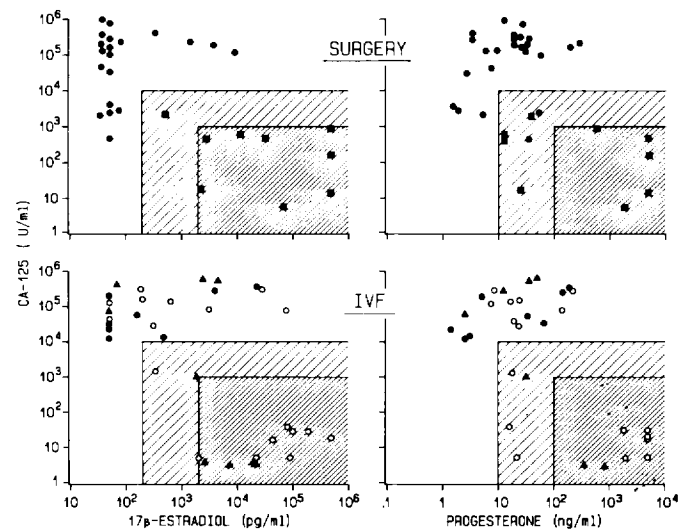 10⁶
10⁵
10⁴
10³
10²
10
1
SURGERY
CA-125 ( U/ml)
10⁶
10⁵
10⁴
10³
10²
10
1
IVF
10 10² 10³ 10⁴ 10⁵ 10⁶
17β-ESTRADIOL (pg/ml)
.1 1 10 10² 10³ 10⁴
PROGESTERONE (ng/ml)